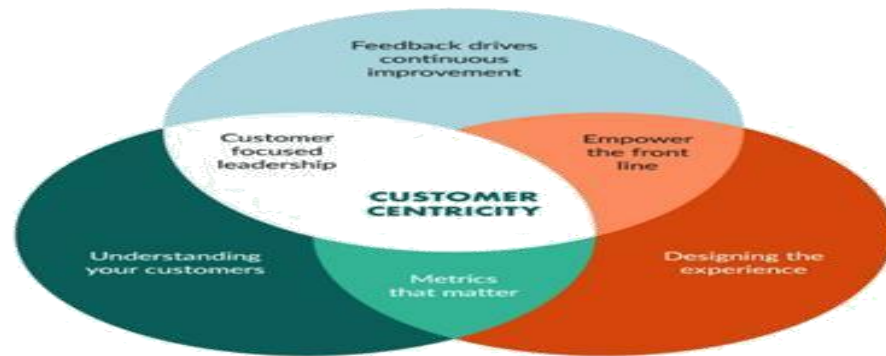 Feedback drives
continuous
improvement
Customer
focused
leadership
Empower
the front
line
CUSTOMER
CENTRICITY
Understanding
your customers
Metrics
that matter
Designing the
experience